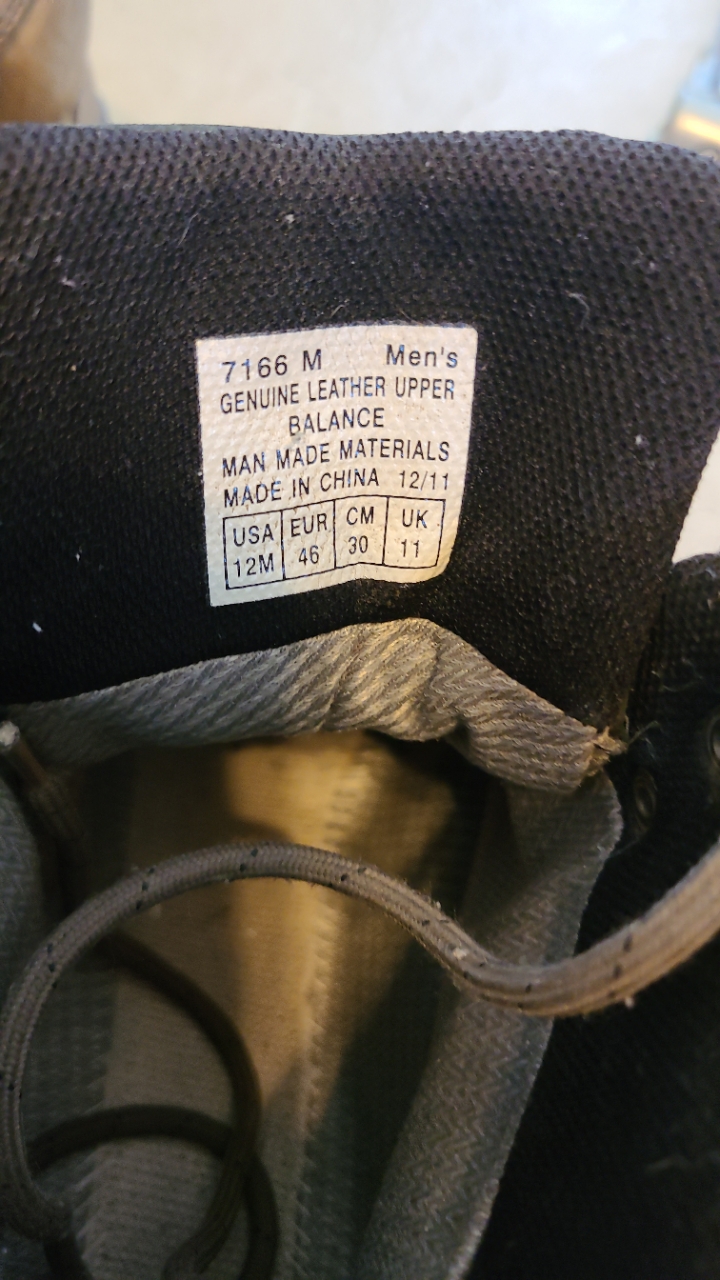 7166 M Men's
GENUINE LEATHER UPPER
BALANCE
MAN MADE MATERIALS
MADE IN CHINA 12/11
USA EUR CM UK
12M 46 30 11